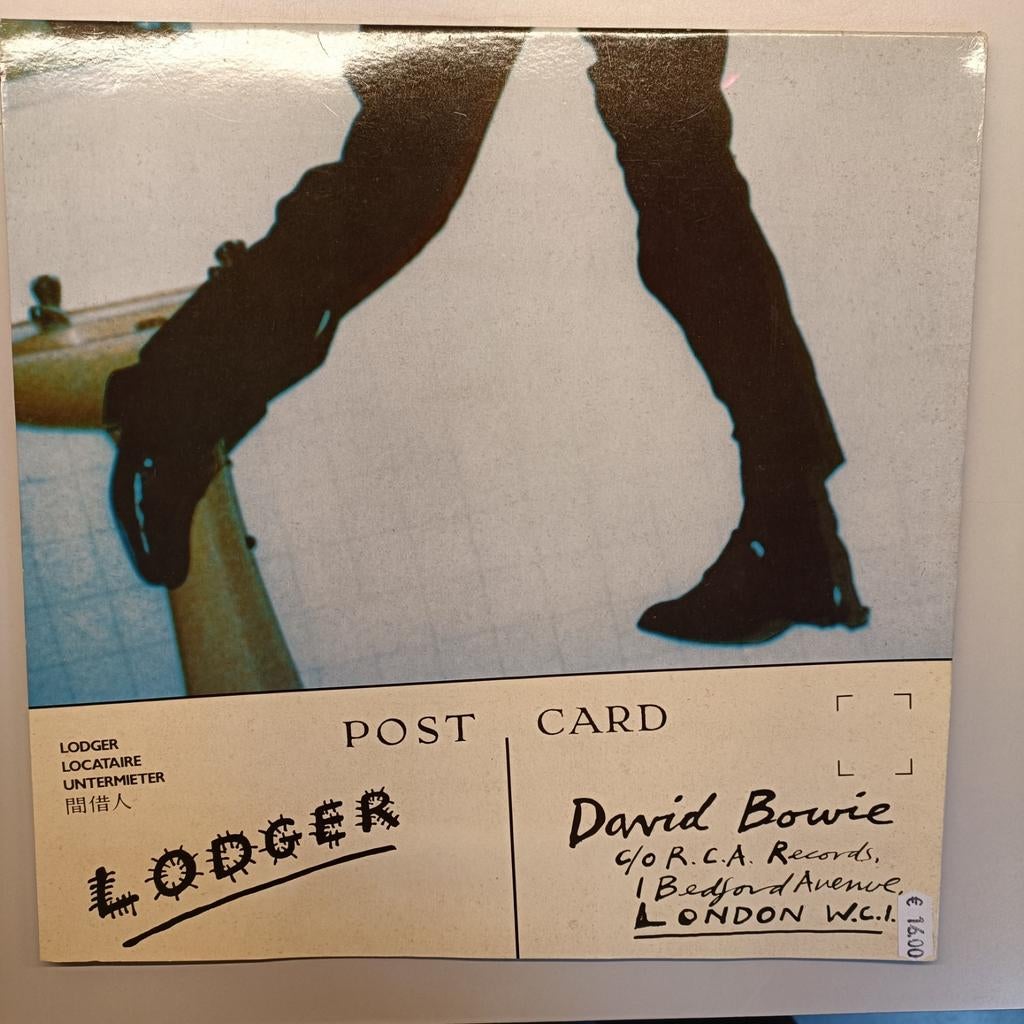 POST CARD
LODGER
LOCATAIRE
UNTERMIETER
間借人
LODGER
David Bowie
c/o R.C.A. Records,
1 Bedford Avenue,
LONDON W.C.1.
€ 16.00